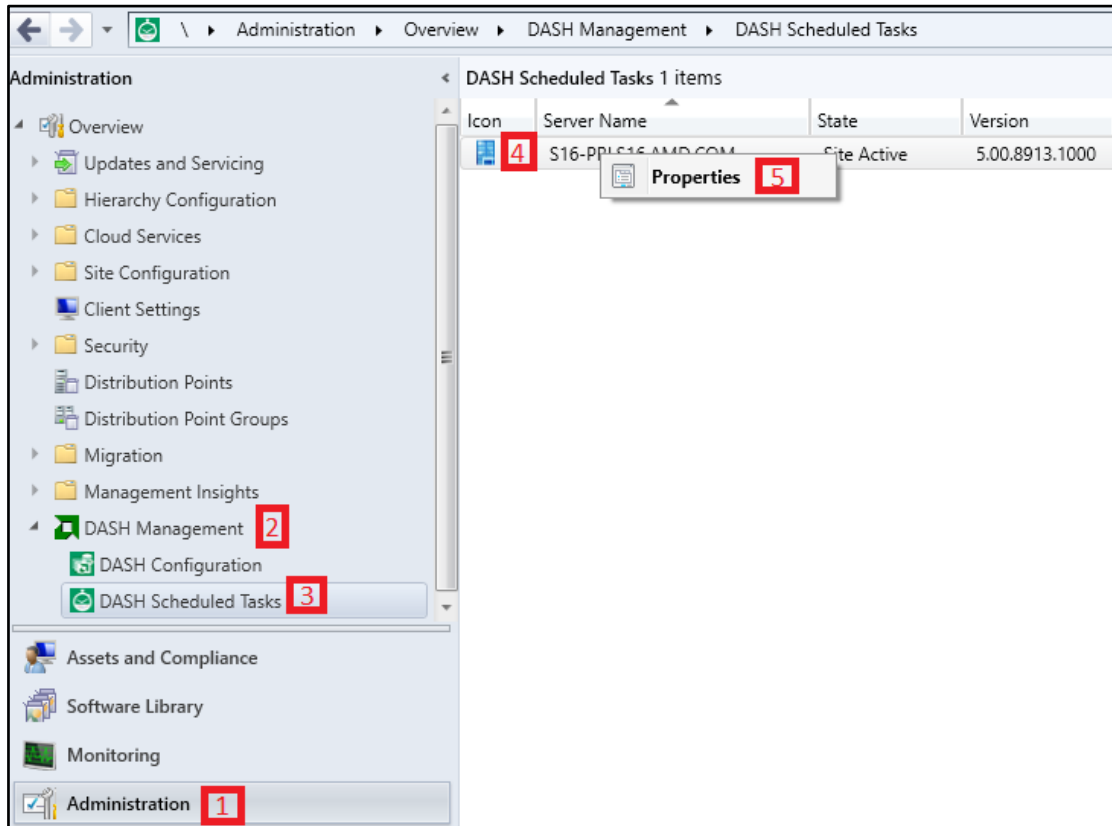 \ Administration Overview DASH Management DASH Scheduled Tasks
Administration
Overview
Updates and Servicing
Hierarchy Configuration
Cloud Services
Site Configuration
Client Settings
Security
Distribution Points
Distribution Point Groups
Migration
Management Insights
DASH Management 2
DASH Configuration
DASH Scheduled Tasks 3
Assets and Compliance
Software Library
Monitoring
Administration 1
DASH Scheduled Tasks 1 items
Icon Server Name State Version
4 Site Active 5.00.8913.1000
Properties 5